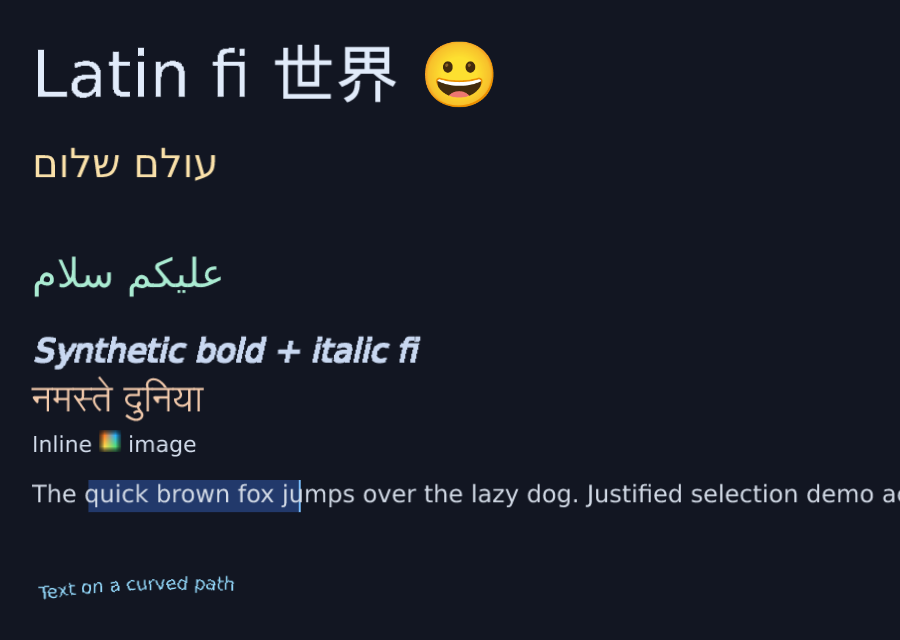 Latin fi 世界 😀
עולם שלום
عليكم سلام
Synthetic bold + italic fi
नमस्ते दुनिया
Inline image
The quick brown fox jumps over the lazy dog. Justified selection demo
Text on a curved path